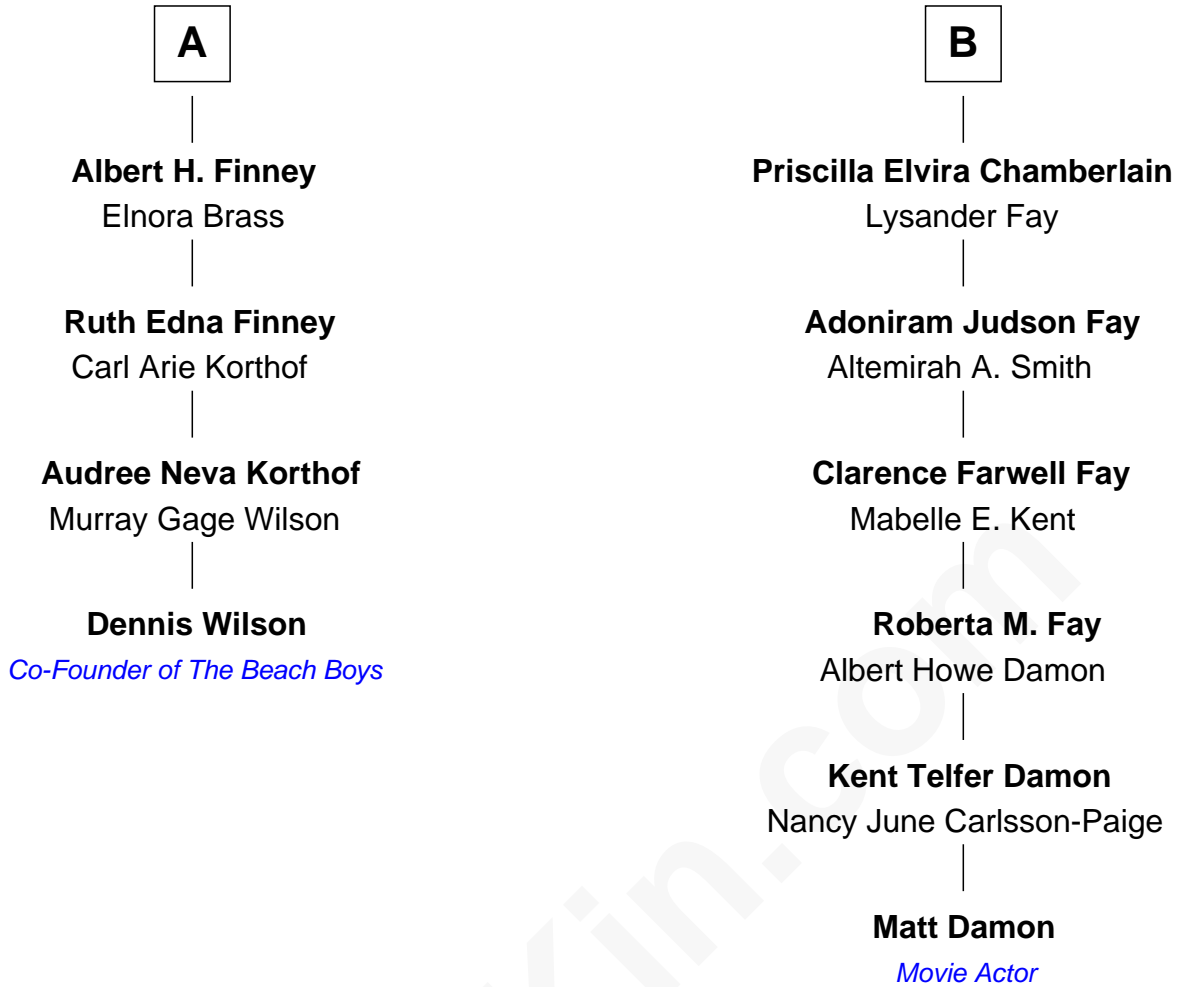 A
Albert H. Finney
Elnora Brass
Ruth Edna Finney
Carl Arie Korthof
Audree Neva Korthof
Murray Gage Wilson
Dennis Wilson
Co-Founder of The Beach Boys
B
Priscilla Elvira Chamberlain
Lysander Fay
Adoniram Judson Fay
Altemirah A. Smith
Clarence Farwell Fay
Mabelle E. Kent
Roberta M. Fay
Albert Howe Damon
Kent Telfer Damon
Nancy June Carlsson-Paige
Matt Damon
Movie Actor
Kin.com